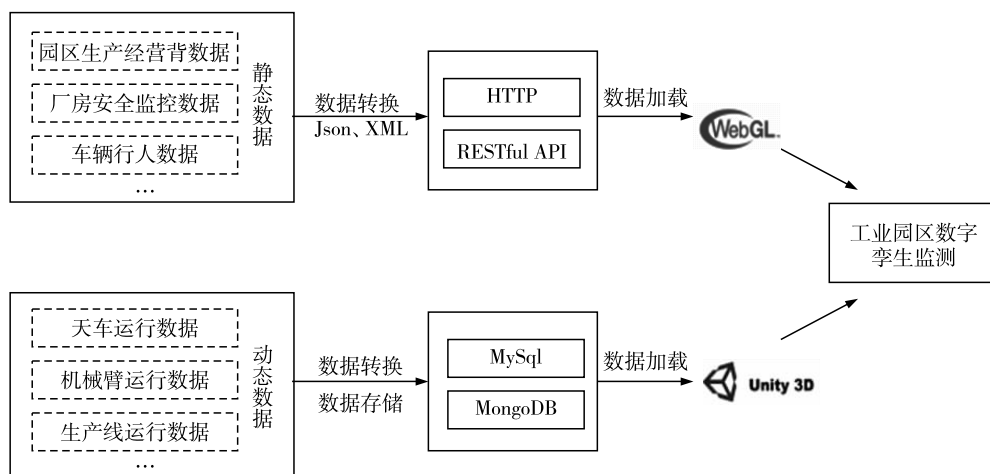 园区生产经营背数据
厂房安全监控数据
车辆行人数据
…
静态数据
数据转换
Json、XML
HTTP
RESTful API
数据加载
WebGL
工业园区数字
孪生监测
天车运行数据
机械臂运行数据
生产线运行数据
…
动态数据
数据转换
数据存储
MySql
MongoDB
数据加载
Unity 3D